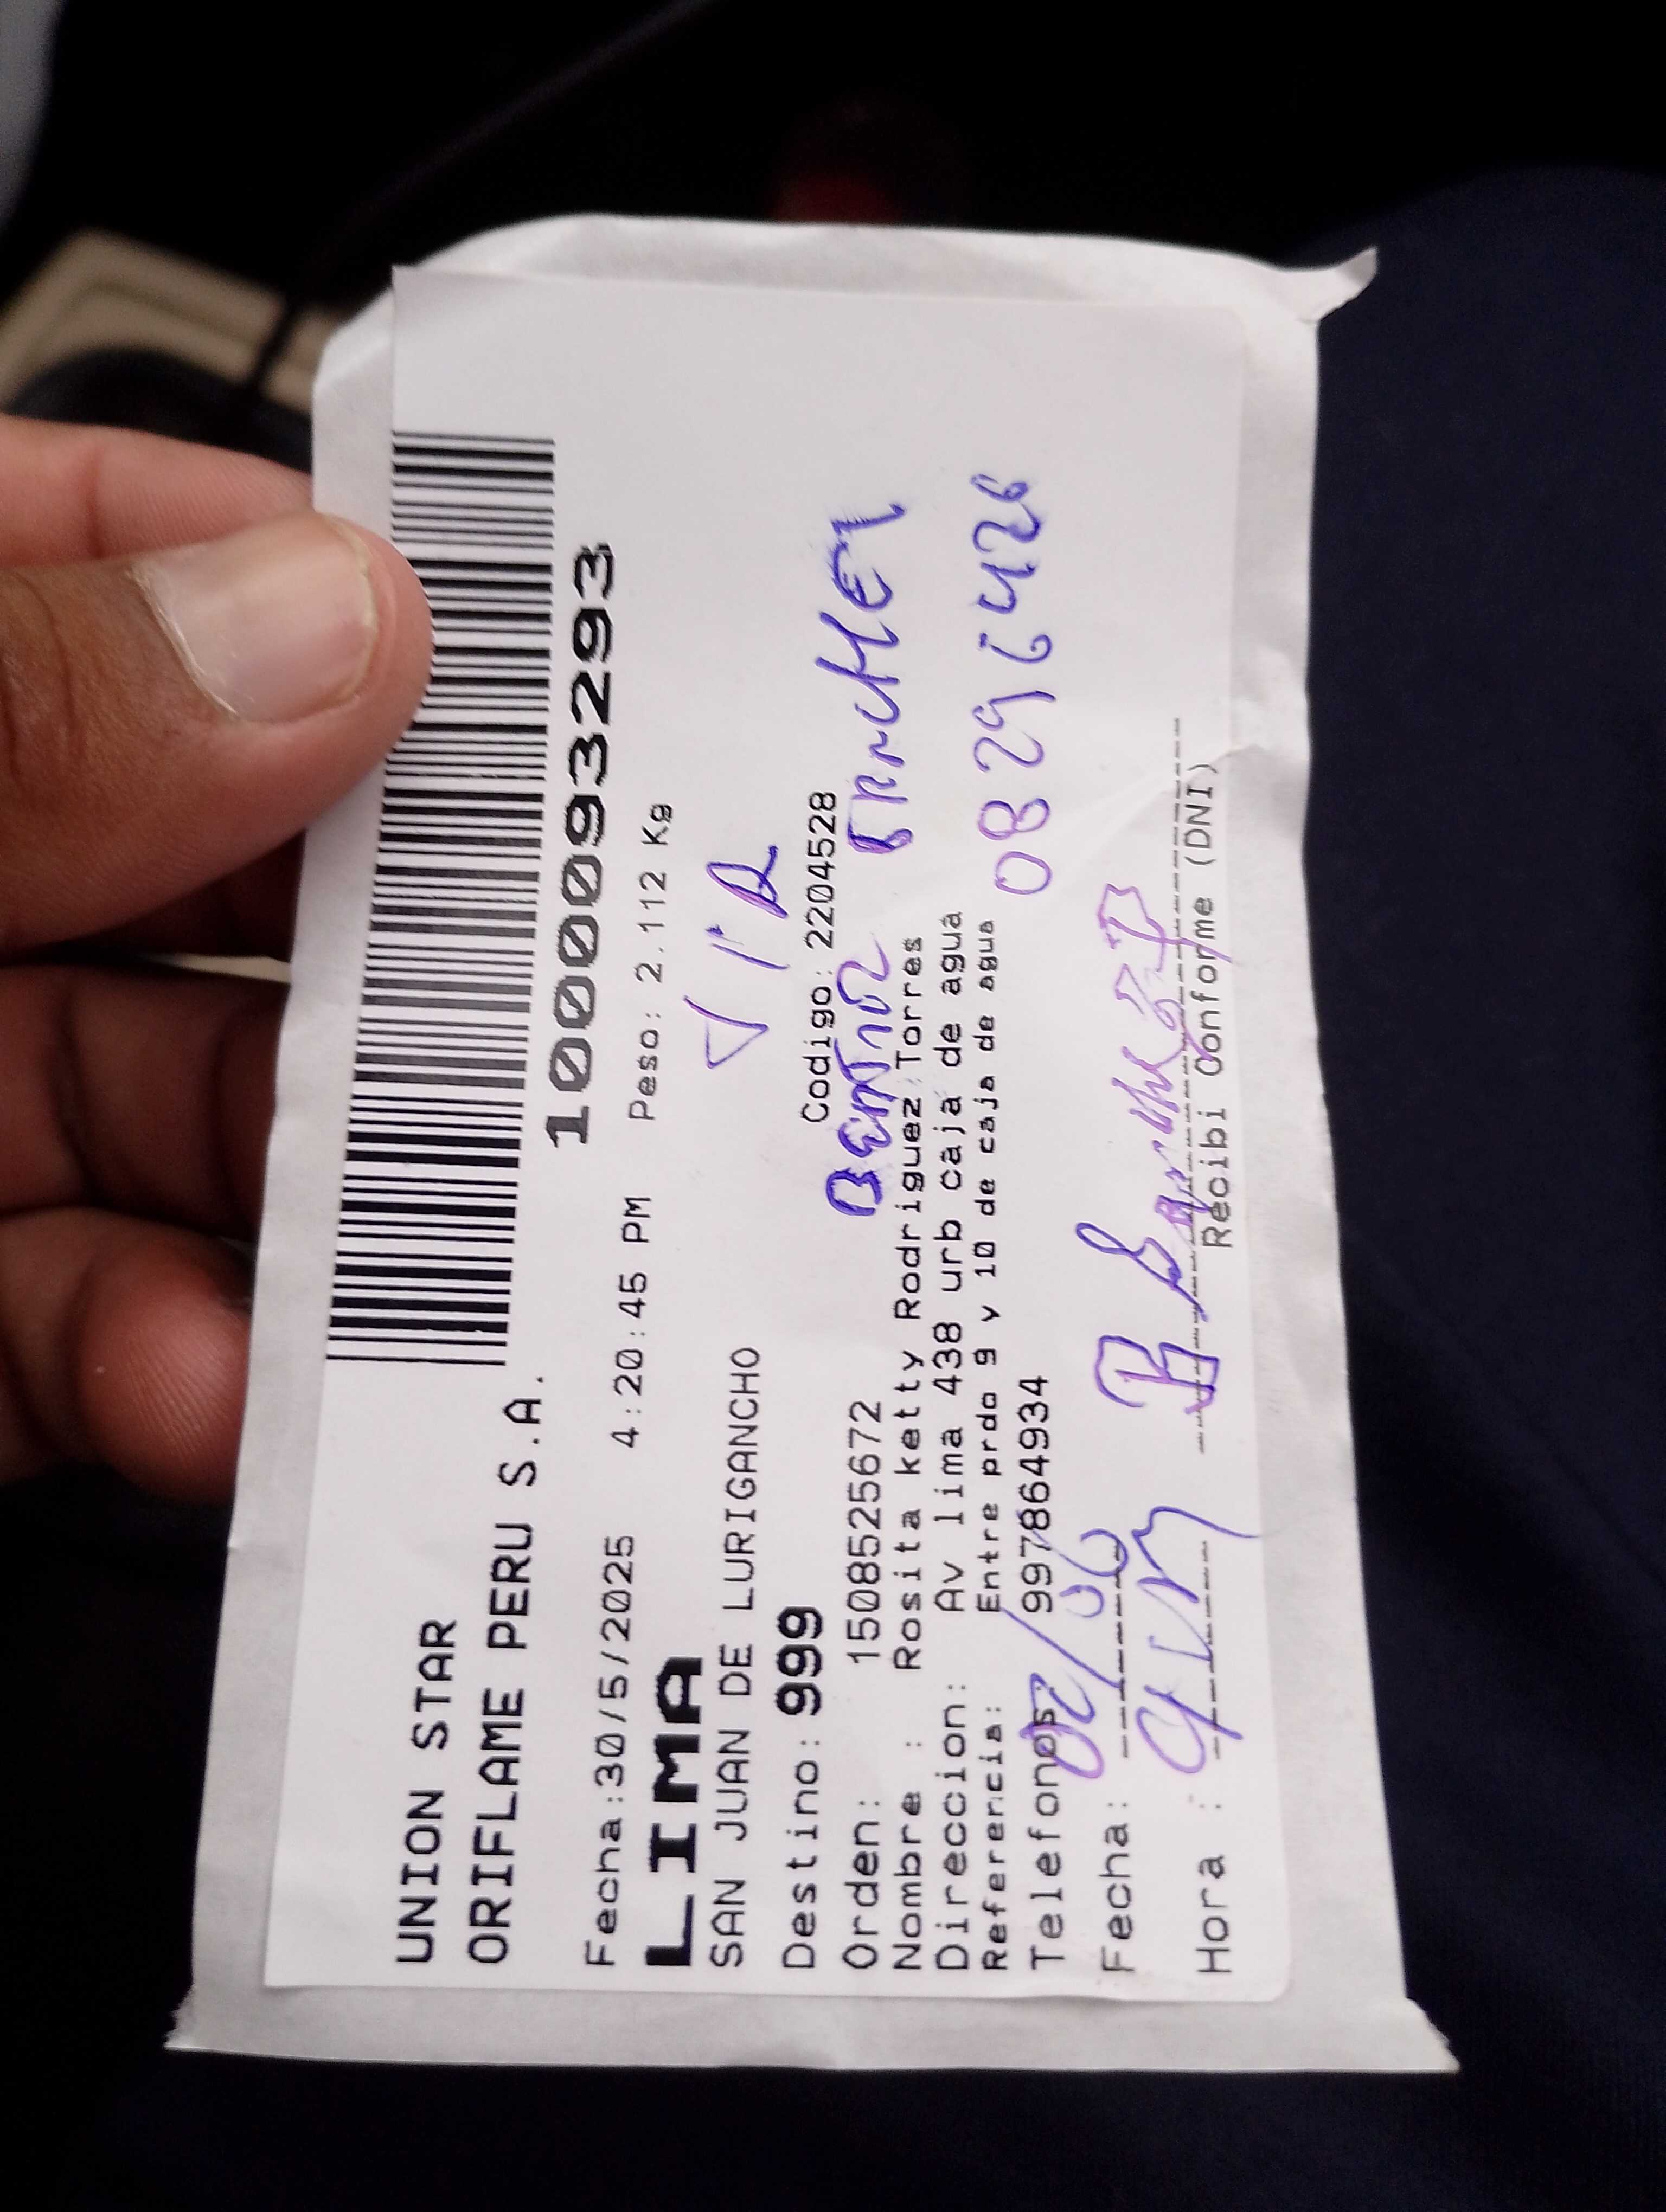 UNION STAR
ORIFLAME PERU S.A.
1000093293
Fecha:30/5/2025 4:20:45 PM Peso: 2.112 Kg
LIMA
SAN JUAN DE LURIGANCHO
Destino: 999
Codigo: 2204528
Orden: 1508525672
Nombre : Rosita ketty Rodriguez Torres
Direccion: Av lima 438 urb caja de agua
Referencia: Entre prdo 9 y 10 de caja de agua
08296426
Telefonos: 997864934
Fecha: 02/06
Hora :
Recibi Conforme (DNI)